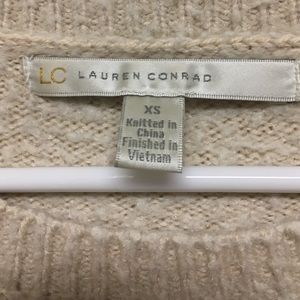 LC LAUREN CONRAD
XS
Knitted in
China
Finished in
Vietnam